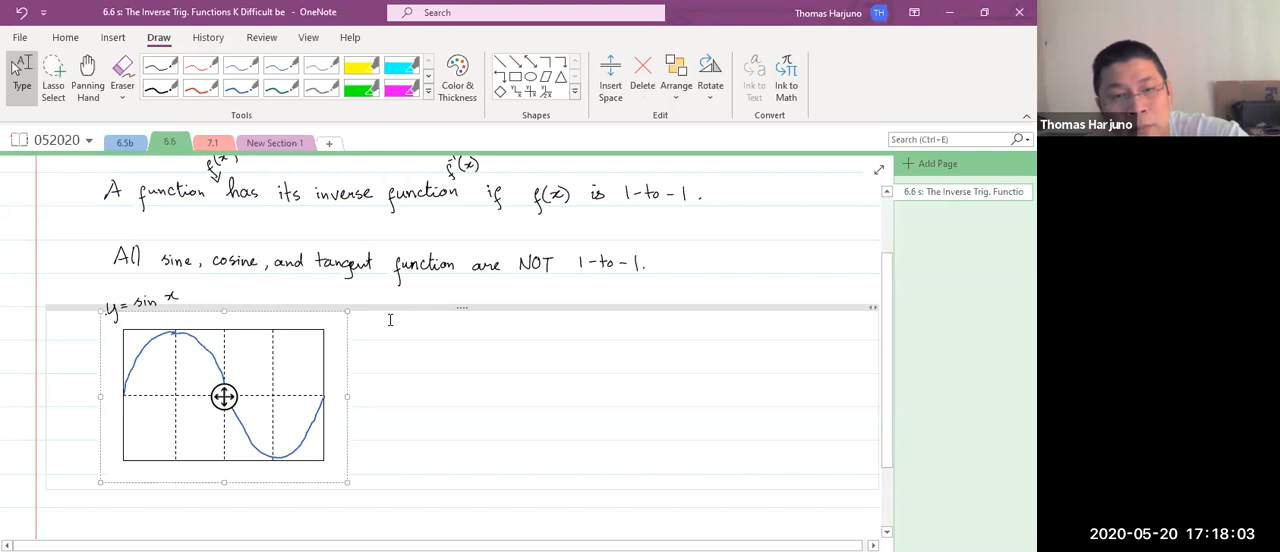 6.6 s: The Inverse Trig. Functions K Difficult be - OneNote
Search
Thomas Harjuno TH
File Home Insert Draw History Review View Help
Type
Lasso Select
Panning Hand
Eraser
Color & Thickness
Insert Space
Delete
Arrange
Rotate
Ink to Text
Ink to Math
Tools
Shapes
Edit
Convert
052020
6.5b
6.6
7.1
New Section 1
+
Search (Ctrl+E)
Add Page
6.6 s: The Inverse Trig. Functio
Thomas Harjuno
f(x)
f⁻¹(x)
A function has its inverse function if f(x) is 1-to-1.
All sine, cosine, and tangent function are NOT 1-to-1.
y = sin x
2020-05-20 17:18:03